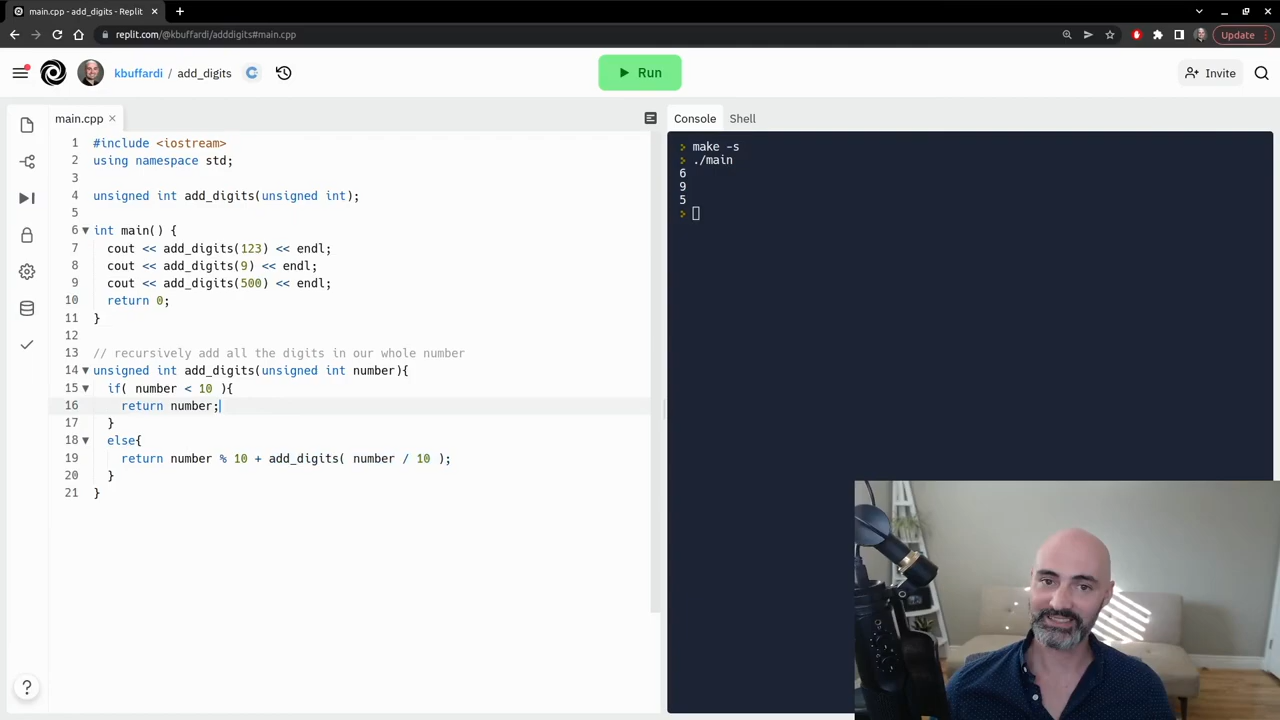 main.cpp - add_digits - Replit
replit.com/@kbuffardi/adddigits#main.cpp
Update
kbuffardi / add_digits
Run
Invite
main.cpp
1 #include <iostream>
2 using namespace std;
3
4 unsigned int add_digits(unsigned int);
5
6 int main() {
7 cout << add_digits(123) << endl;
8 cout << add_digits(9) << endl;
9 cout << add_digits(500) << endl;
10 return 0;
11 }
12
13 // recursively add all the digits in our whole number
14 unsigned int add_digits(unsigned int number){
15 if( number < 10 ){
16 return number;
17 }
18 else{
19 return number % 10 + add_digits( number / 10 );
20 }
21 }
Console Shell
> make -s
> ./main
6
9
5
>
?